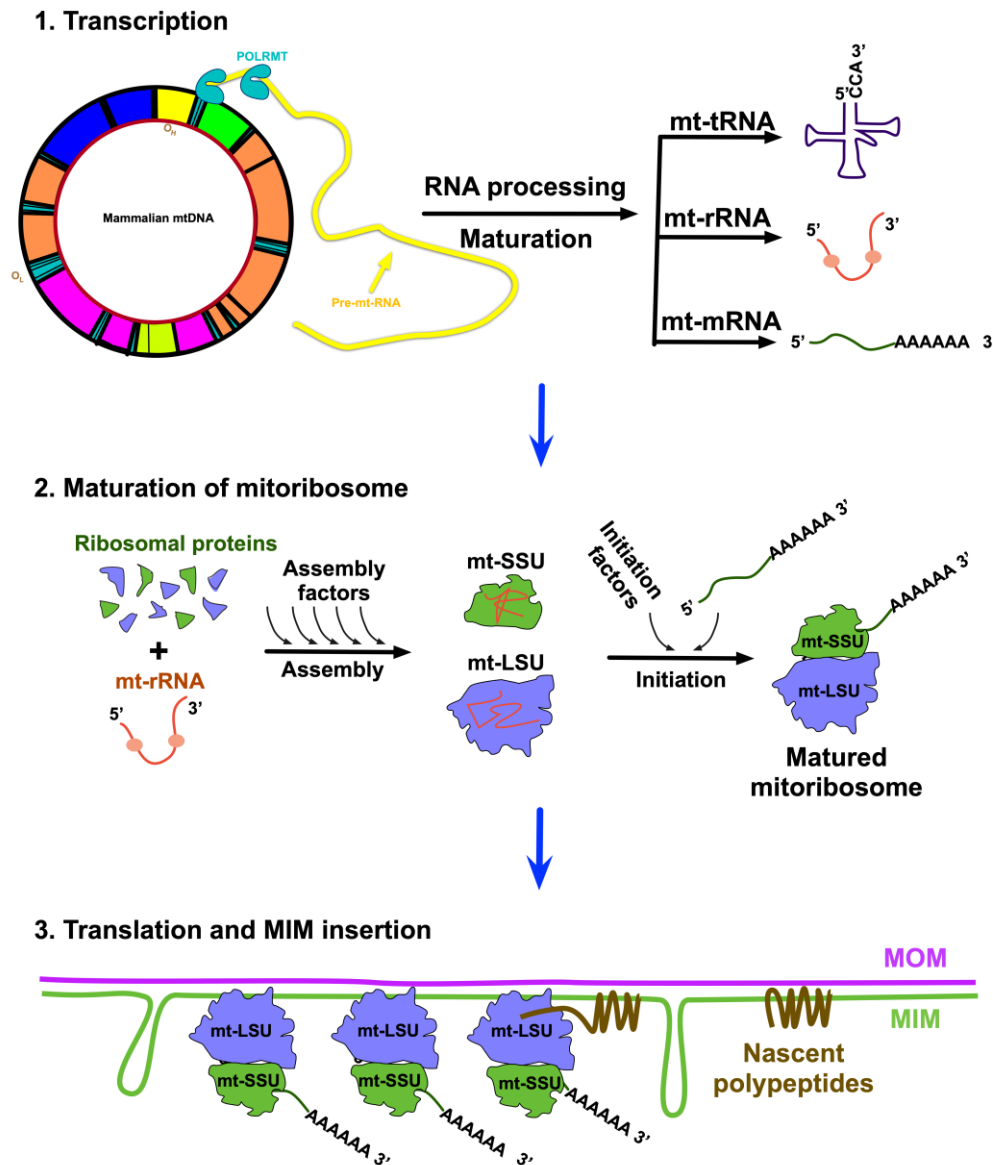 1. Transcription
POLRMT
OH
Mammalian mtDNA
OL
Pre-mt-RNA
RNA processing
Maturation
mt-tRNA
5'
CCA 3'
mt-rRNA
5'
3'
mt-mRNA
5'
AAAAAA 3
2. Maturation of mitoribosome
Ribosomal proteins
+
mt-rRNA
5'
3'
Assembly
factors
Assembly
mt-SSU
mt-LSU
Initiation
factors
5'
AAAAAA 3'
Initiation
AAAAAA 3'
mt-SSU
mt-LSU
Matured
mitoribosome
3. Translation and MIM insertion
MOM
MIM
mt-LSU
mt-SSU
AAAAAA 3'
mt-LSU
mt-SSU
AAAAAA 3'
mt-LSU
mt-SSU
AAAAAA 3'
Nascent
polypeptides